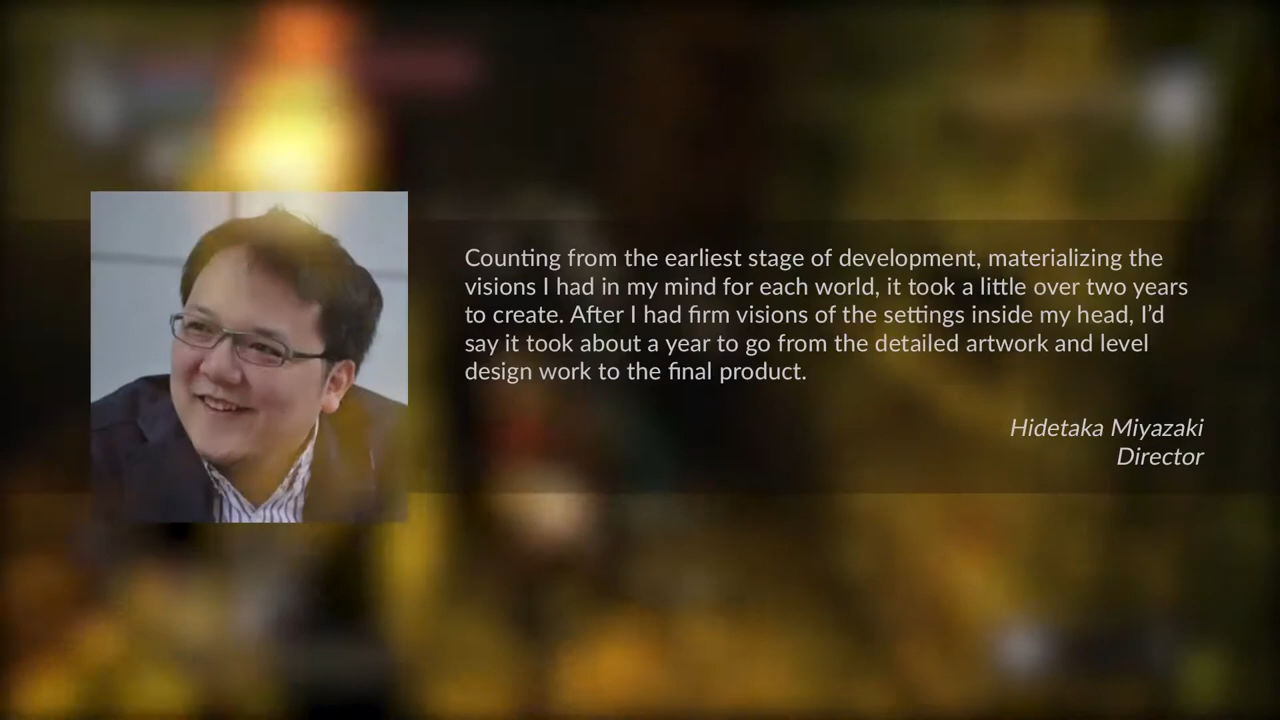 Counting from the earliest stage of development, materializing the
visions I had in my mind for each world, it took a little over two years
to create. After I had firm visions of the settings inside my head, I’d
say it took about a year to go from the detailed artwork and level
design work to the final product.
Hidetaka Miyazaki
Director